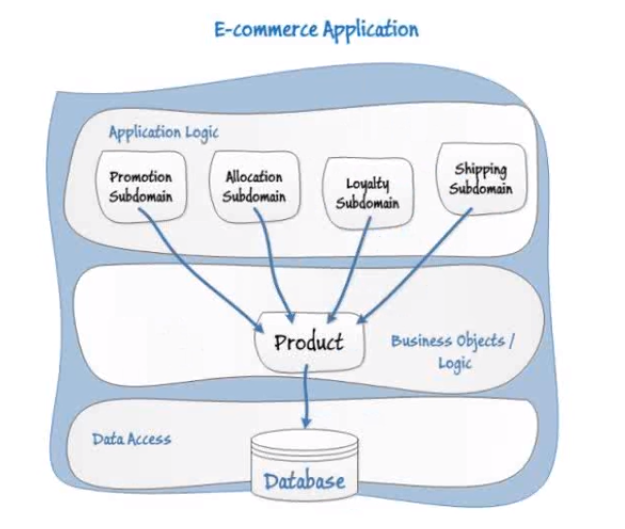 E-commerce Application
Application Logic
Promotion
Subdomain
Allocation
Subdomain
Loyalty
Subdomain
Shipping
Subdomain
Product
Business Objects /
Logic
Data Access
Database